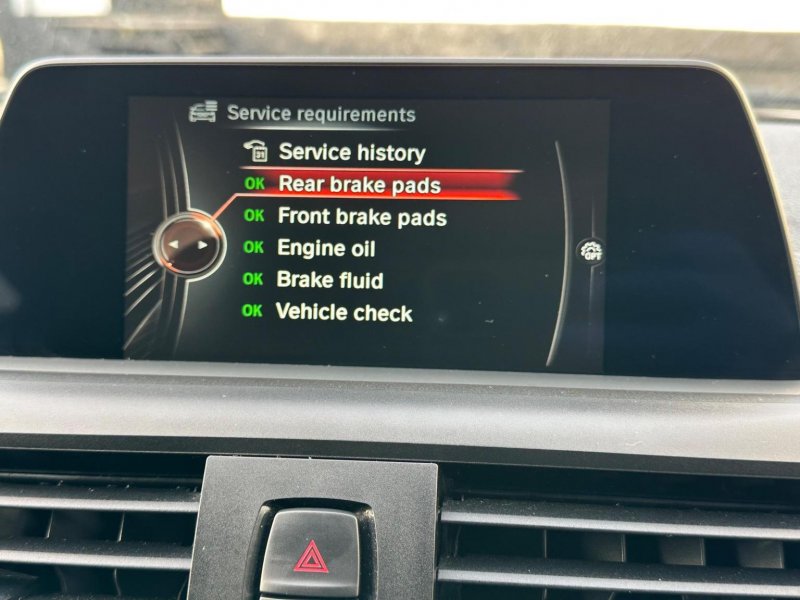 Service requirements
31 Service history
OK Rear brake pads
OK Front brake pads
OK Engine oil
OK Brake fluid
OK Vehicle check
OPT